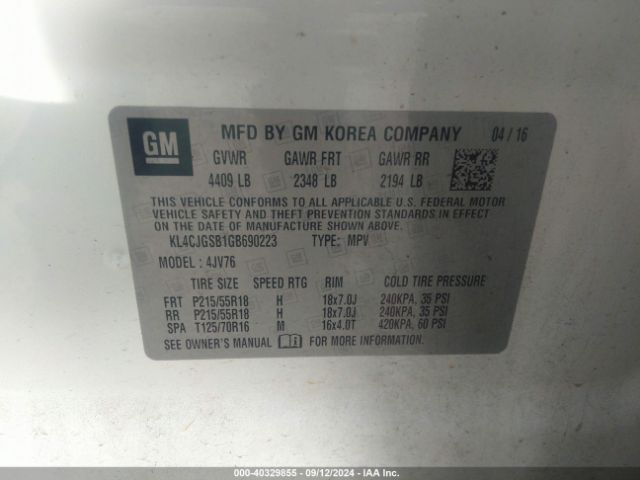 GM MFD BY GM KOREA COMPANY 04 / 16
GVWR GAWR FRT GAWR RR
4409 LB 2348 LB 2194 LB
THIS VEHICLE CONFORMS TO ALL APPLICABLE U.S. FEDERAL MOTOR
VEHICLE SAFETY AND THEFT PREVENTION STANDARDS IN EFFECT
ON THE DATE OF MANUFACTURE SHOWN ABOVE.
KL4CJGSB1GB690223 TYPE: MPV
MODEL : 4JV76
TIRE SIZE SPEED RTG RIM COLD TIRE PRESSURE
FRT P215/55R18 H 18x7.0J 240KPA, 35 PSI
RR P215/55R18 H 18x7.0J 240KPA, 35 PSI
SPA T125/70R16 M 16x4.0T 420KPA, 60 PSI
SEE OWNER'S MANUAL FOR MORE INFORMATION
000-40329855 - 09/12/2024 - IAA Inc.